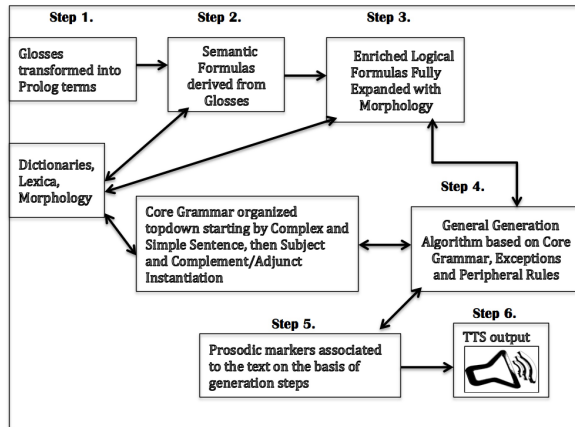 Step 1.
Glosses
transformed into
Prolog terms
Step 2.
Semantic
Formulas
derived from
Glosses
Step 3.
Enriched Logical
Formulas Fully
Expanded with
Morphology
Dictionaries,
Lexica,
Morphology
Core Grammar organized
topdown starting by Complex and
Simple Sentence, then Subject
and Complement/Adjunct
Instantiation
Step 4.
General Generation
Algorithm based on Core
Grammar, Exceptions
and Peripheral Rules
Step 5.
Prosodic markers associated
to the text on the basis of
generation steps
Step 6.
TTS output